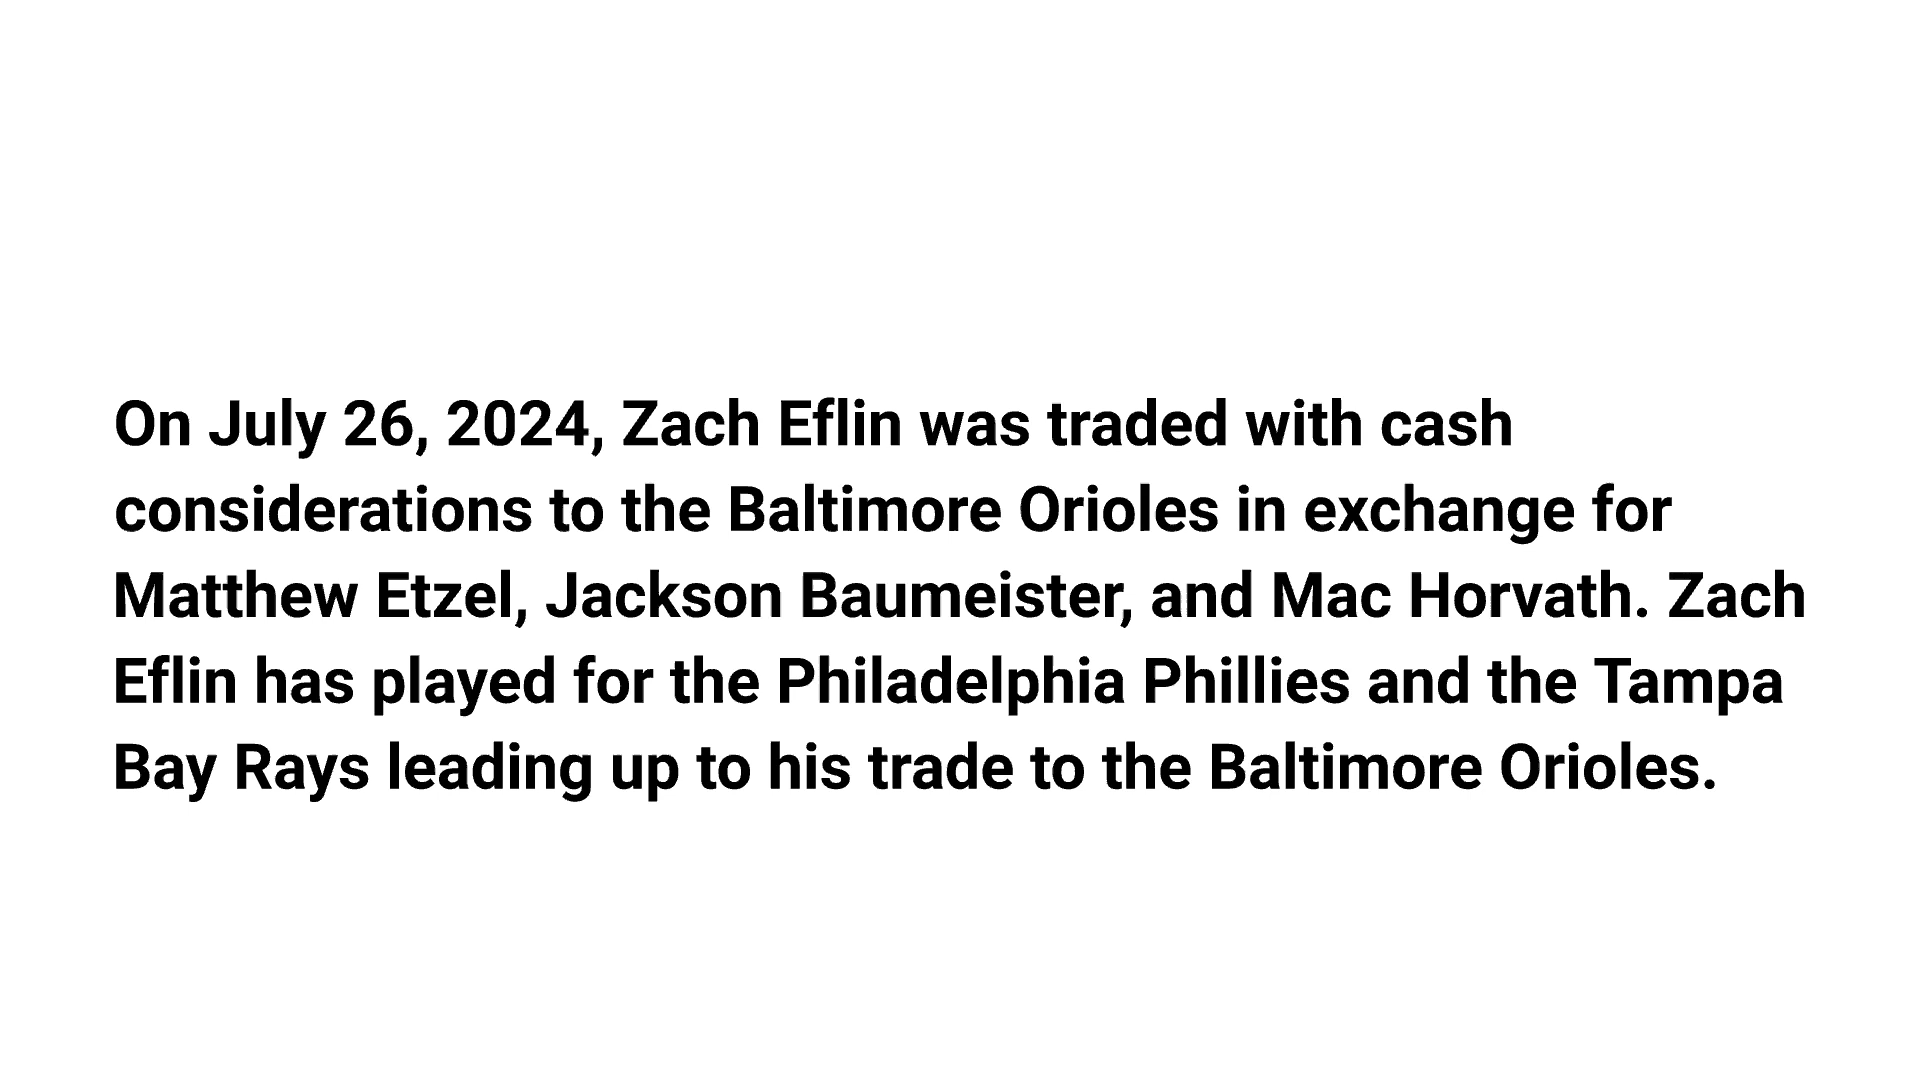 On July 26, 2024, Zach Eflin was traded with cash
considerations to the Baltimore Orioles in exchange for
Matthew Etzel, Jackson Baumeister, and Mac Horvath. Zach
Eflin has played for the Philadelphia Phillies and the Tampa
Bay Rays leading up to his trade to the Baltimore Orioles.